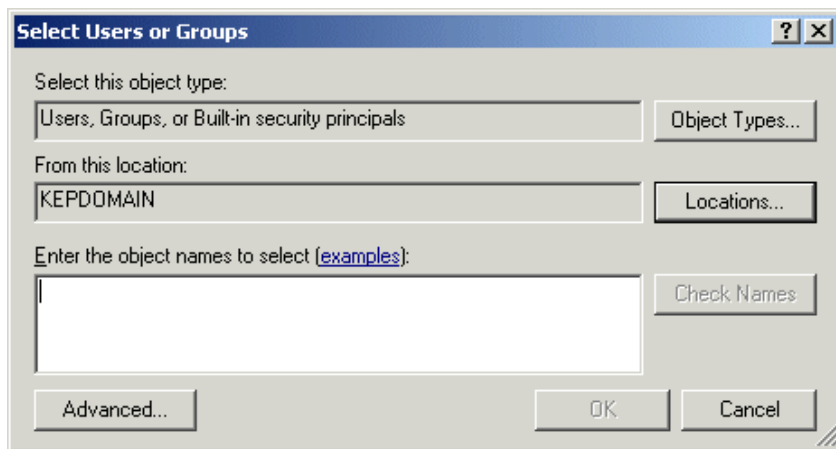 Select Users or Groups
Select this object type:
Users, Groups, or Built-in security principals
Object Types...
From this location:
KEPDOMAIN
Locations...
Enter the object names to select (examples):
Check Names
Advanced...
OK
Cancel